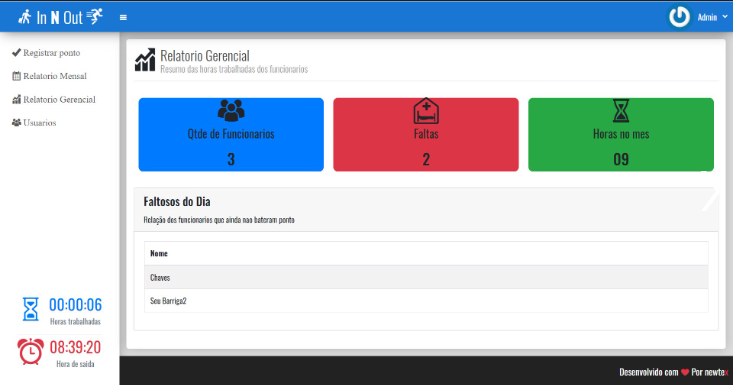 In N Out
Admin
Registrar ponto
Relatorio Mensal
Relatorio Gerencial
Usuarios
Relatorio Gerencial
Resumo das horas trabalhadas dos funcionarios
Qtde de Funcionarios
3
Faltas
2
Horas no mes
09
Faltosos do Dia
Relação dos funcionarios que ainda nao bateram ponto
Nome
Chaves
Seu Barriga2
00:00:06
Horas trabalhadas
08:39:20
Hora de saida
Desenvolvido com ❤ Por newtex